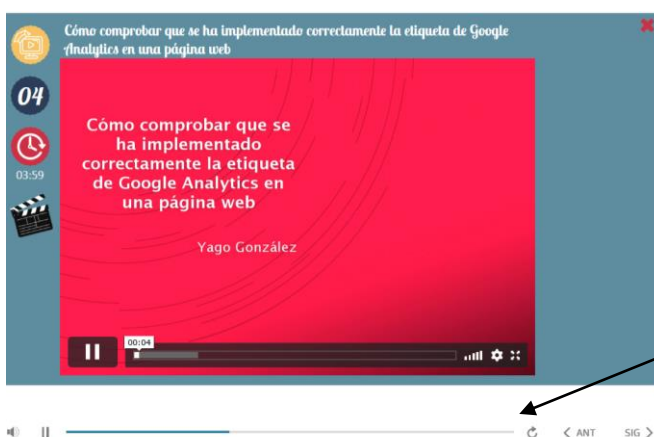 Cómo comprobar que se ha implementado correctamente la etiqueta de Google
Analytics en una página web
04
03:59
Cómo comprobar que se
ha implementado
correctamente la etiqueta
de Google Analytics en
una página web
Yago González
00:04
ANT
SIG